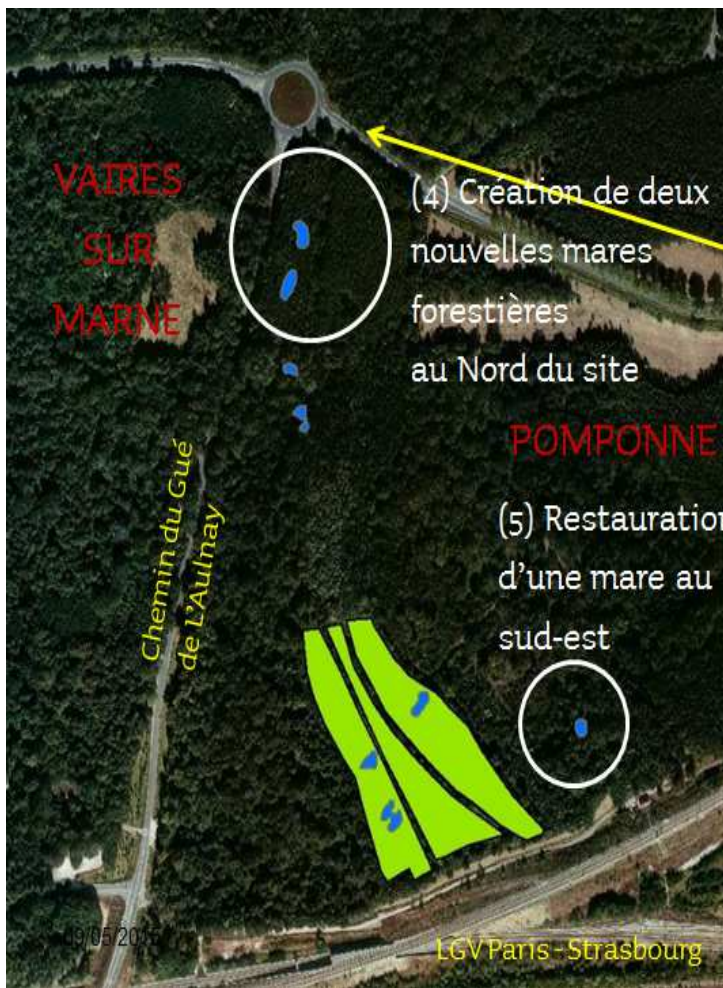 VAIRES
SUR
MARNE
(4) Création de deux
nouvelles mares
forestières
au Nord du site
POMPONNE
(5) Restauration
d'une mare au
sud-est
Chemin du Gué
de L'Aulnay
LGV Paris - Strasbourg